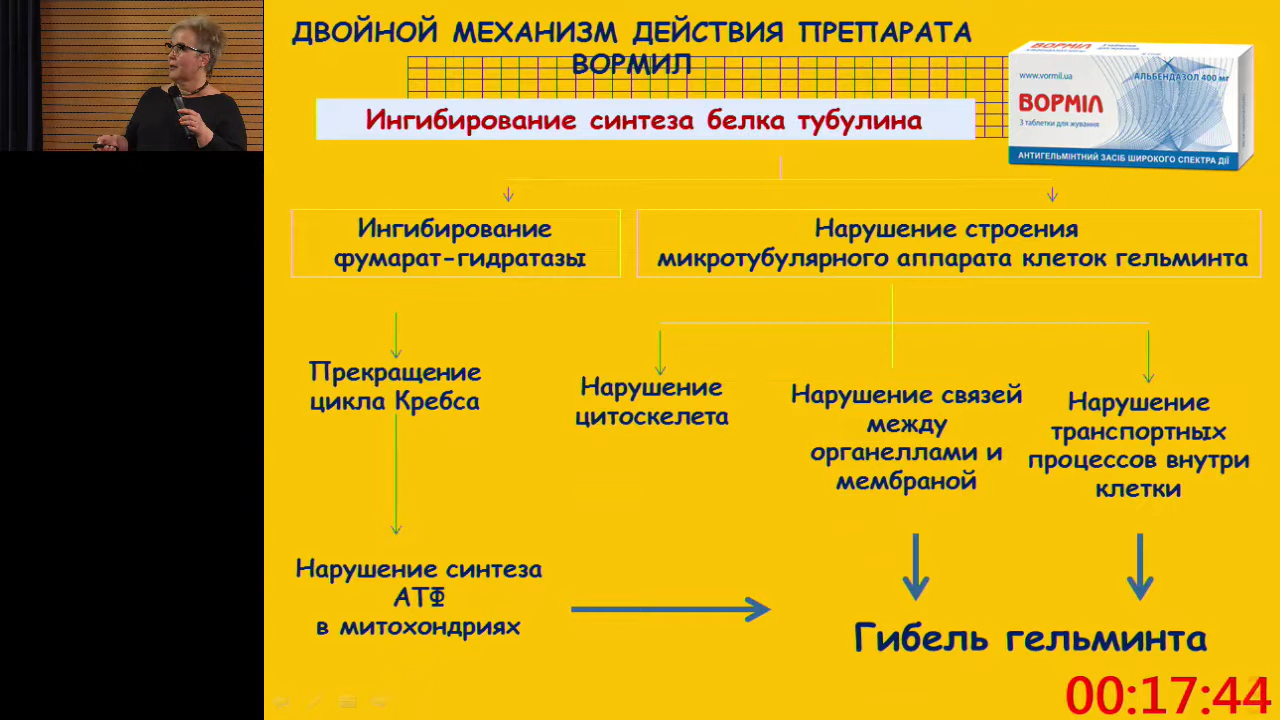 ДВОЙНОЙ МЕХАНИЗМ ДЕЙСТВИЯ ПРЕПАРАТА
ВОРМИЛ
Ингибирование синтеза белка тубулина
ВОРМІЛ
www.vormil.ua
АЛЬБЕНДАЗОЛ 400 мг
ВОРМІЛ
3 таблетки для жування
АНТИГЕЛЬМІНТНИЙ ЗАСІБ ШИРОКОГО СПЕКТРА ДІЇ
Ингибирование
фумарат-гидратазы
Нарушение строения
микротубулярного аппарата клеток гельминта
Прекращение
цикла Кребса
Нарушение
цитоскелета
Нарушение связей
между
органеллами и
мембраной
Нарушение
транспортных
процессов внутри
клетки
Нарушение синтеза
АТФ
в митохондриях
Гибель гельминта
00:17:44